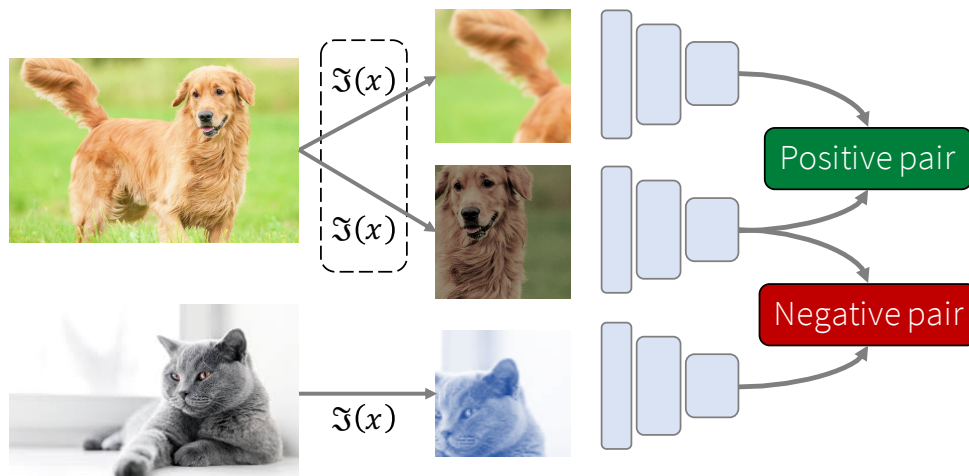 ℑ(x)
Positive pair
ℑ(x)
Negative pair
ℑ(x)